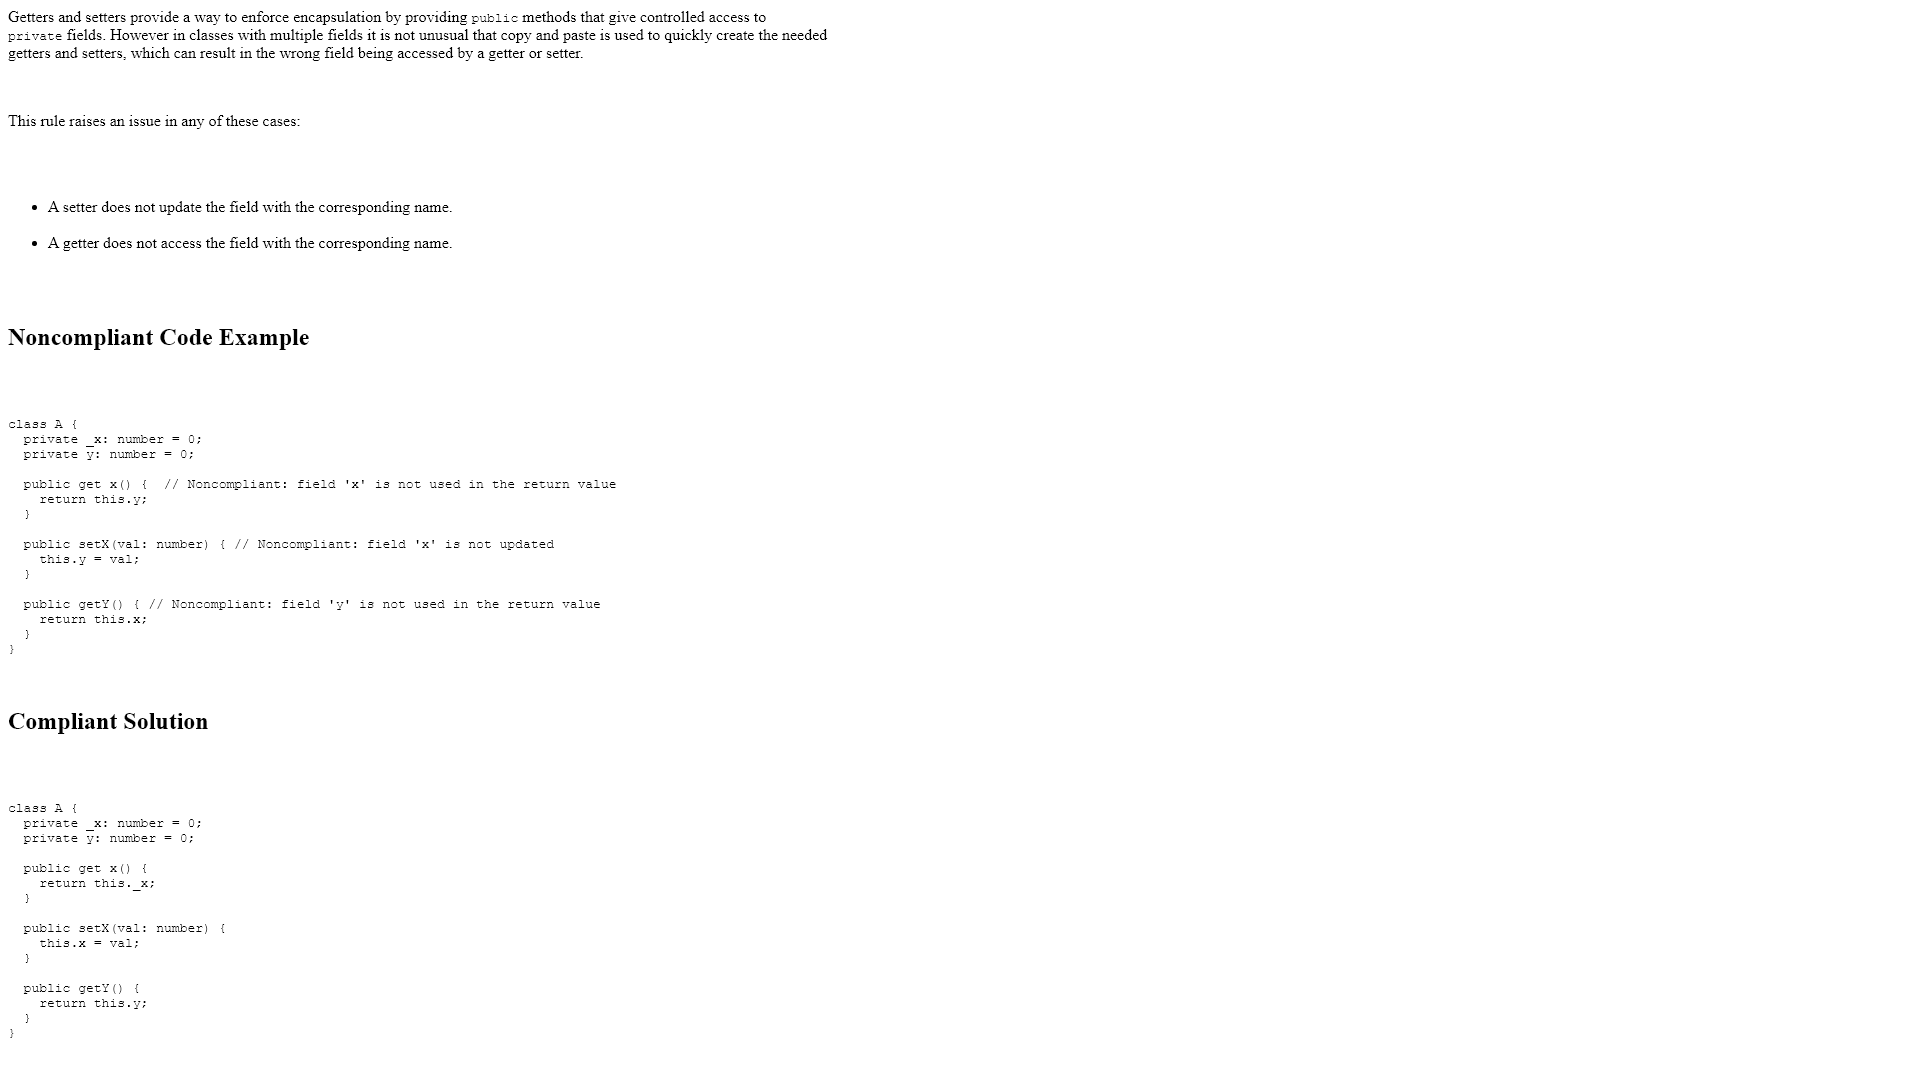 Getters and setters provide a way to enforce encapsulation by providing public methods that give controlled access to
private fields. However in classes with multiple fields it is not unusual that copy and paste is used to quickly create the needed
getters and setters, which can result in the wrong field being accessed by a getter or setter.
This rule raises an issue in any of these cases:
• A setter does not update the field with the corresponding name.
• A getter does not access the field with the corresponding name.
Noncompliant Code Example
class A {
  private _x: number = 0;
  private y: number = 0;
  public get x() {  // Noncompliant: field 'x' is not used in the return value
    return this.y;
  }
  public setX(val: number) { // Noncompliant: field 'x' is not updated
    this.y = val;
  }
  public getY() { // Noncompliant: field 'y' is not used in the return value
    return this.x;
  }
}
Compliant Solution
class A {
  private _x: number = 0;
  private y: number = 0;
  public get x() {
    return this._x;
  }
  public setX(val: number) {
    this.x = val;
  }
  public getY() {
    return this.y;
  }
}